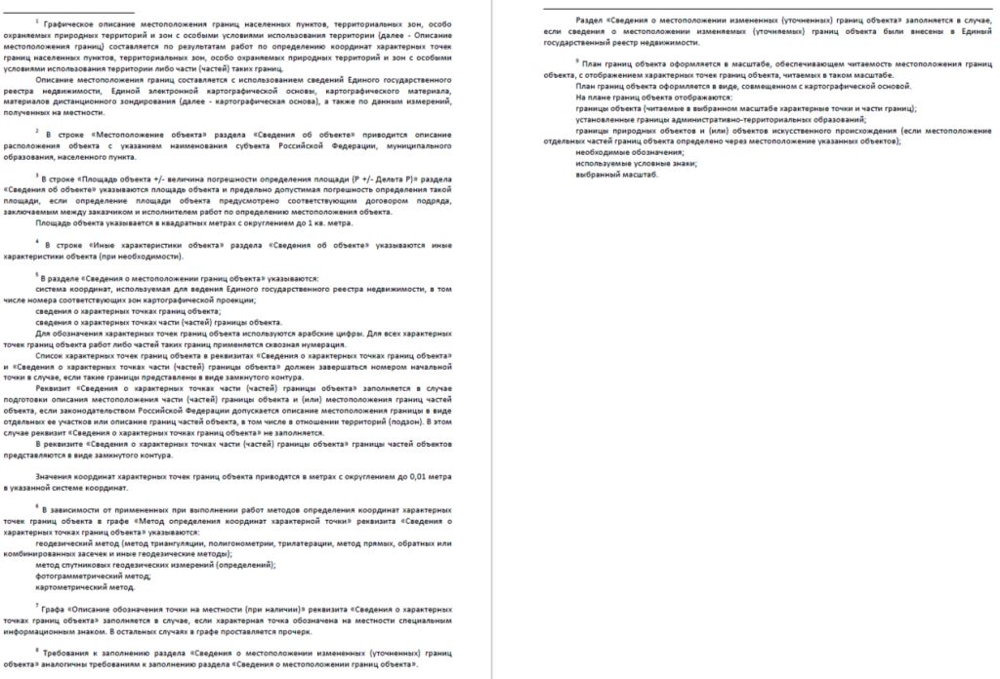 1 Графическое описание местоположения границ населенных пунктов, территориальных зон, особо
охраняемых природных территорий и зон с особыми условиями использования территории (далее - Описание
местоположения границ) составляется по результатам работ по определению координат характерных точек
границ населенных пунктов, территориальных зон, особо охраняемых природных территорий и зон с особыми
условиями использования территории либо части (частей) таких границ.
Описание местоположения границ составляется с использованием сведений Единого государственного
реестра недвижимости, Единой электронной картографической основы, картографического материала,
материалов дистанционного зондирования (далее - картографическая основа), а также по данным измерений,
полученных на местности.
2 В строке «Местоположение объекта» раздела «Сведения об объекте» приводится описание
расположения объекта с указанием наименования субъекта Российской Федерации, муниципального
образования, населенного пункта.
3 В строке «Площадь объекта +/- величина погрешности определения площади (P +/- Дельта P)» раздела
«Сведения об объекте» указываются площадь объекта и предельно допустимая погрешность определения такой
площади, если определение площади объекта предусмотрено соответствующим договором подряда,
заключаемым между заказчиком и исполнителем работ по определению местоположения объекта.
Площадь объекта указывается в квадратных метрах с округлением до 1 кв. метра.
4 В строке «Иные характеристики объекта» раздела «Сведения об объекте» указываются иные
характеристики объекта (при необходимости).
5 В разделе «Сведения о местоположении границ объекта» указываются:
система координат, используемая для ведения Единого государственного реестра недвижимости, в том
числе номера соответствующих зон картографической проекции;
сведения о характерных точках границ объекта;
сведения о характерных точках части (частей) границы объекта.
Для обозначения характерных точек границ объекта используются арабские цифры. Для всех характерных
точек границ объекта работ либо частей таких границ применяется сквозная нумерация.
Список характерных точек границ объекта в реквизитах «Сведения о характерных точках границ объекта»
и «Сведения о характерных точках части (частей) границы объекта» должен завершаться номером начальной
точки в случае, если такие границы представлены в виде замкнутого контура.
Реквизит «Сведения о характерных точках части (частей) границы объекта» заполняется в случае
подготовки описания местоположения части (частей) границы объекта и (или) местоположения границ частей
объекта, если законодательством Российской Федерации допускается описание местоположения границы в виде
отдельных ее участков или описание границ частей объекта, в том числе в отношении территорий (подзон). В этом
случае реквизит «Сведения о характерных точках границ объекта» не заполняется.
В реквизите «Сведения о характерных точках части (частей) границы объекта» границы частей объектов
представляются в виде замкнутого контура.
Значения координат характерных точек границ объекта приводятся в метрах с округлением до 0,01 метра
в указанной системе координат.
6 В зависимости от примененных при выполнении работ методов определения координат характерных
точек границ объекта в графе «Метод определения координат характерной точки» реквизита «Сведения о
характерных точках границ объекта» указываются:
геодезический метод (метод триангуляции, полигонометрии, трилатерации, метод прямых, обратных или
комбинированных засечек и иные геодезические методы);
метод спутниковых геодезических измерений (определений);
фотограмметрический метод;
картометрический метод.
7 Графа «Описание обозначения точки на местности (при наличии)» реквизита «Сведения о характерных
точках границ объекта» заполняется в случае, если характерная точка обозначена на местности специальным
информационным знаком. В остальных случаях в графе проставляется прочерк.
8 Требования к заполнению раздела «Сведения о местоположении измененных (уточненных) границ
объекта» аналогичны требованиям к заполнению раздела «Сведения о местоположении границ объекта».
Раздел «Сведения о местоположении измененных (уточненных) границ объекта» заполняется в случае,
если сведения о местоположении изменяемых (уточняемых) границ объекта были внесены в Единый
государственный реестр недвижимости.
9 План границ объекта оформляется в масштабе, обеспечивающем читаемость местоположения границ
объекта, с отображением характерных точек границ объекта, читаемых в таком масштабе.
План границ объекта оформляется в виде, совмещенном с картографической основой.
На плане границ объекта отображаются:
границы объекта (читаемые в выбранном масштабе характерные точки и части границ);
установленные границы административно-территориальных образований;
границы природных объектов и (или) объектов искусственного происхождения (если местоположение
отдельных частей границ объекта определено через местоположение указанных объектов);
необходимые обозначения;
используемые условные знаки;
выбранный масштаб.